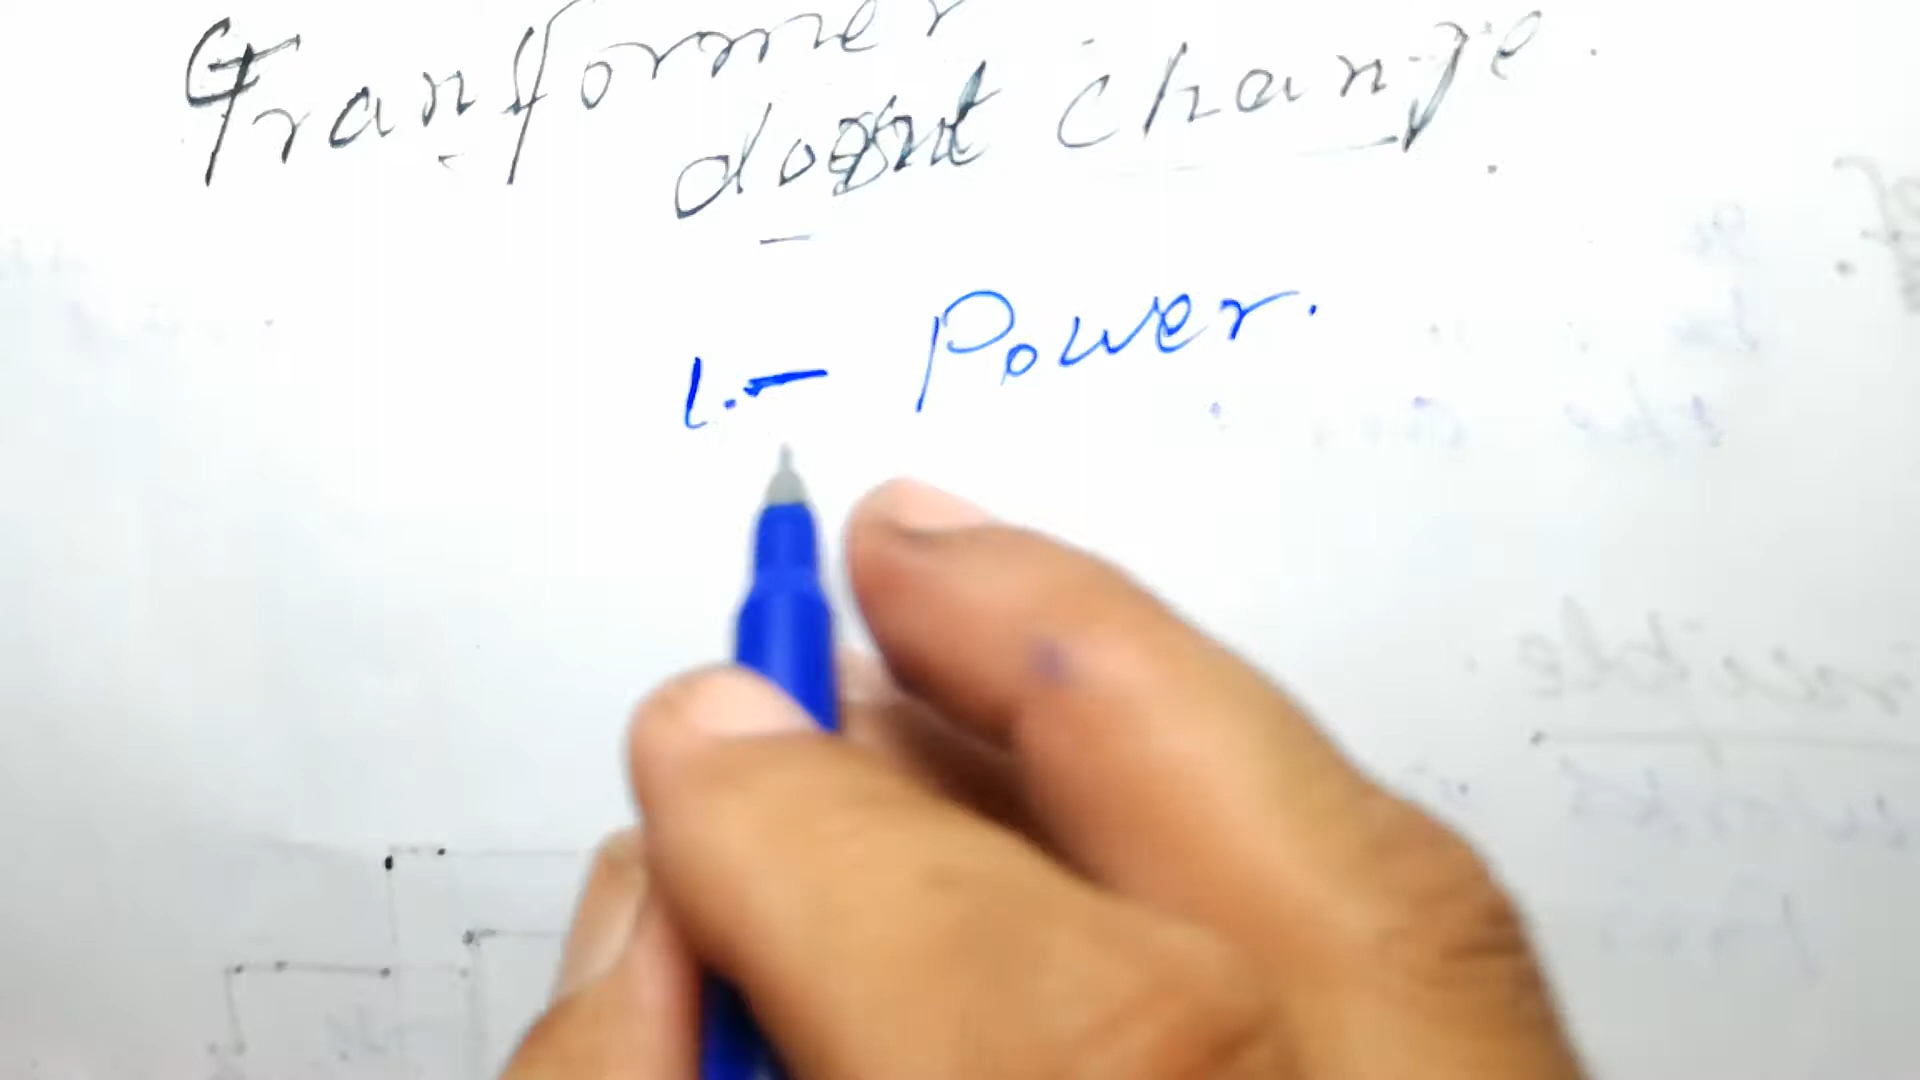 Tranformer
doesnt change.
1.- Power.